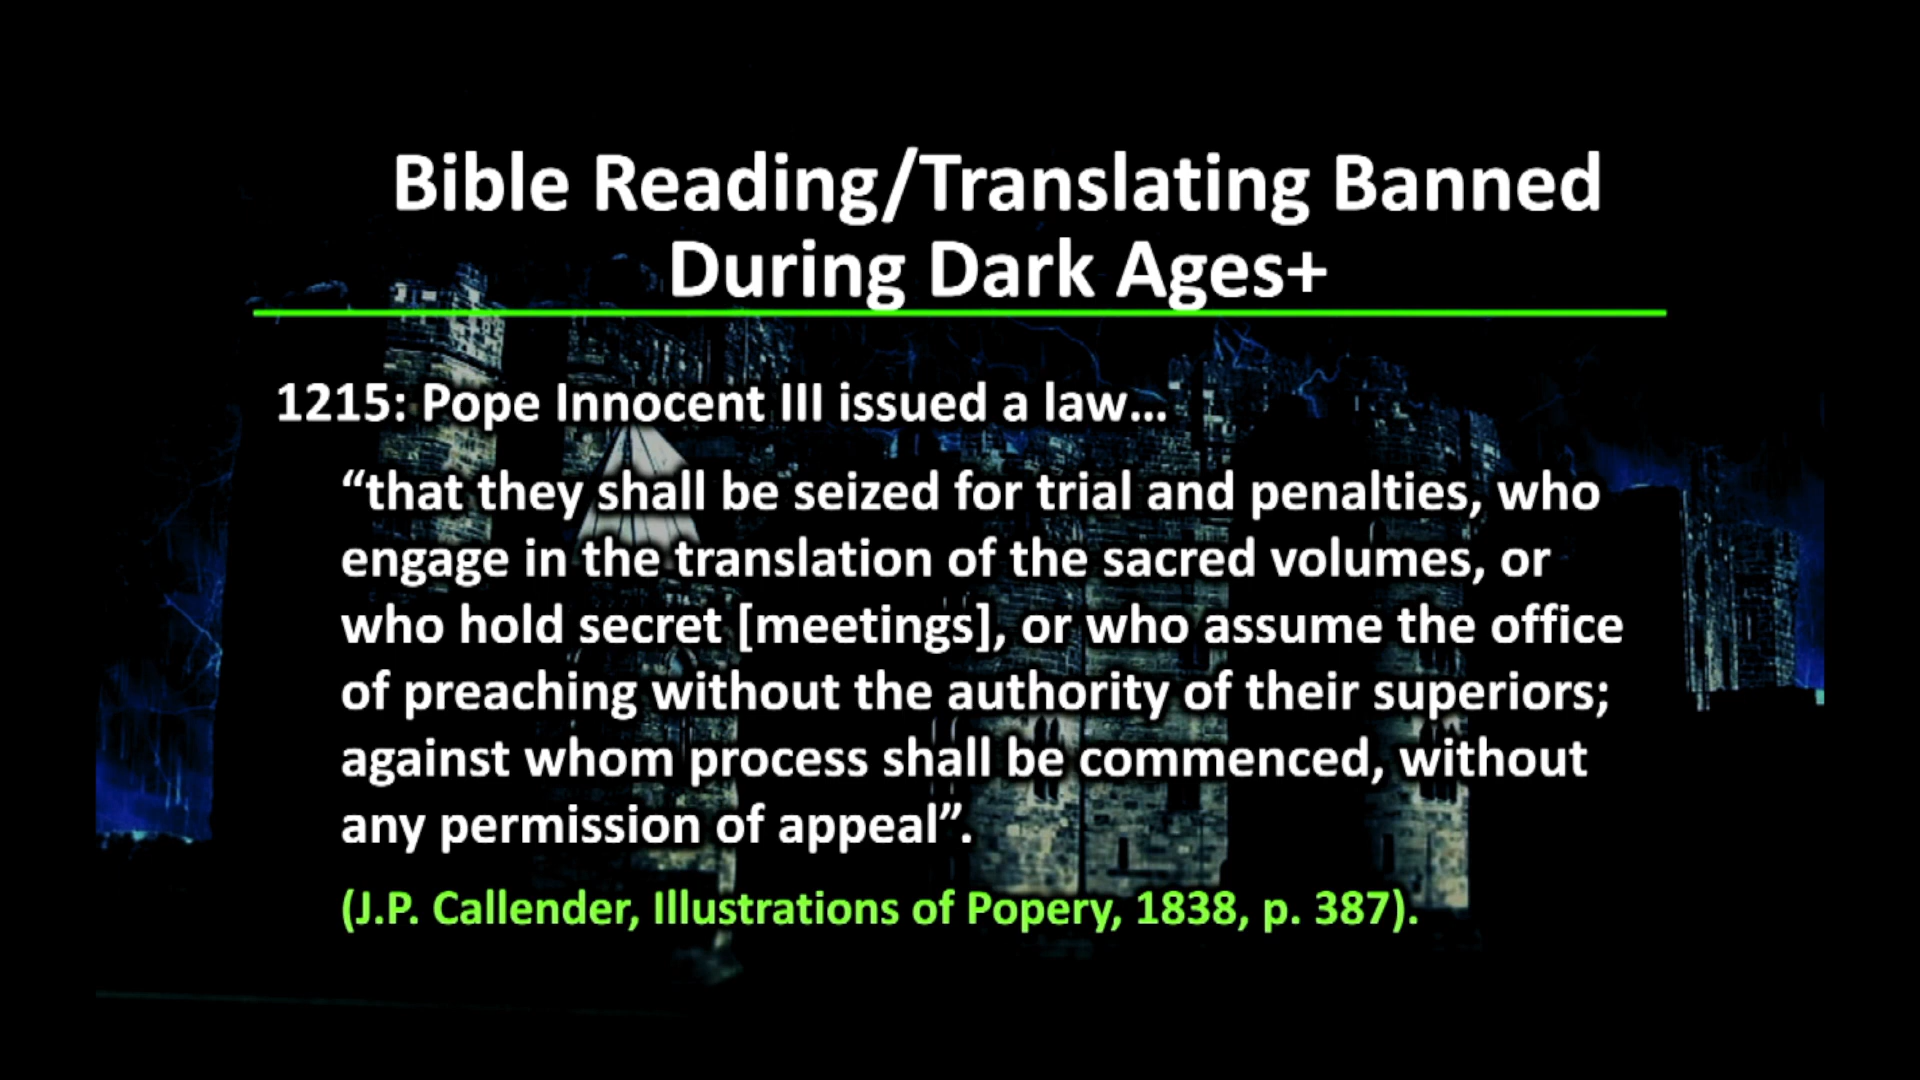 Bible Reading/Translating Banned
During Dark Ages+
1215: Pope Innocent III issued a law...
“that they shall be seized for trial and penalties, who
engage in the translation of the sacred volumes, or
who hold secret [meetings], or who assume the office
of preaching without the authority of their superiors;
against whom process shall be commenced, without
any permission of appeal”.
(J.P. Callender, Illustrations of Popery, 1838, p. 387).